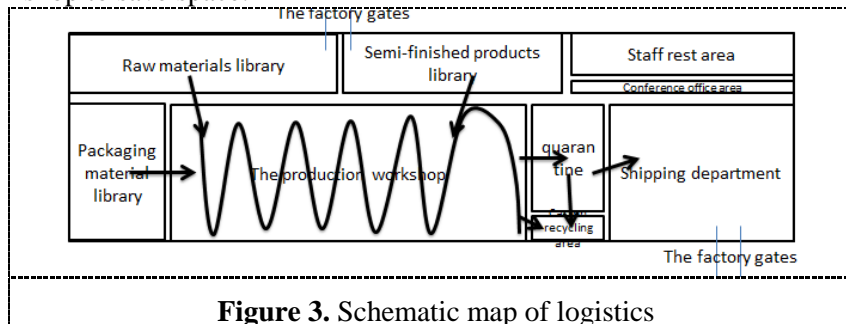 The factory gates
Raw materials library
Semi-finished products
library
Staff rest area
Conference office area
Packaging
material
library
The production workshop
quaran
tine
Shipping department
recycling
area
The factory gates
Figure 3. Schematic map of logistics